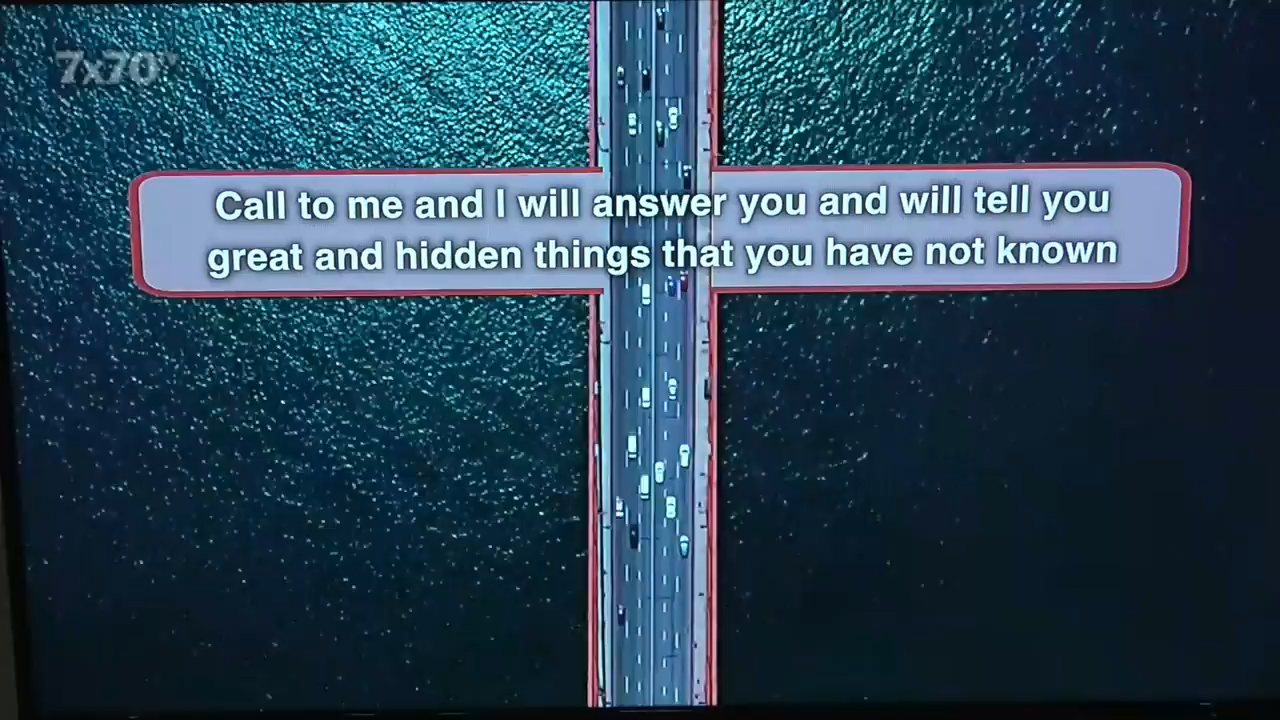 7x70
Call to me and I will answer you and will tell you
great and hidden things that you have not known